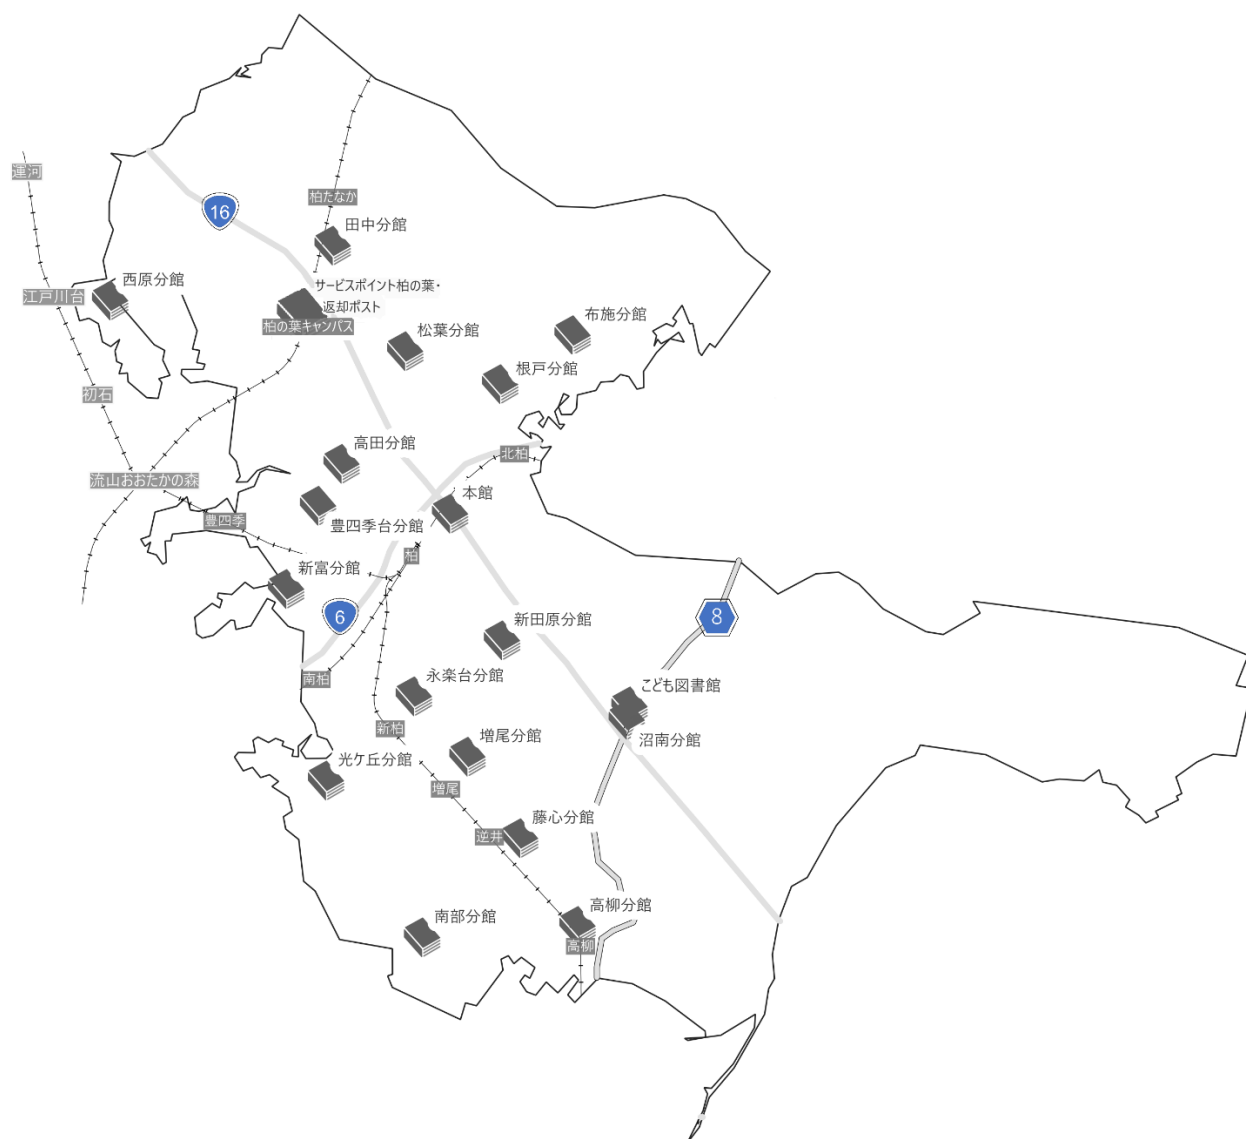 運河
柏たなか
16
田中分館
西原分館
サービスポイント柏の葉・
返却ポスト
江戸川台
柏の葉キャンパス
布施分館
松葉分館
根戸分館
初石
高田分館
北柏
流山おおたかの森
本館
豊四季
豊四季台分館
柏
新富分館
6
新田原分館
8
南柏
永楽台分館
こども図書館
新柏
増尾分館
沼南分館
光ケ丘分館
増尾
藤心分館
逆井
高柳分館
南部分館
高柳